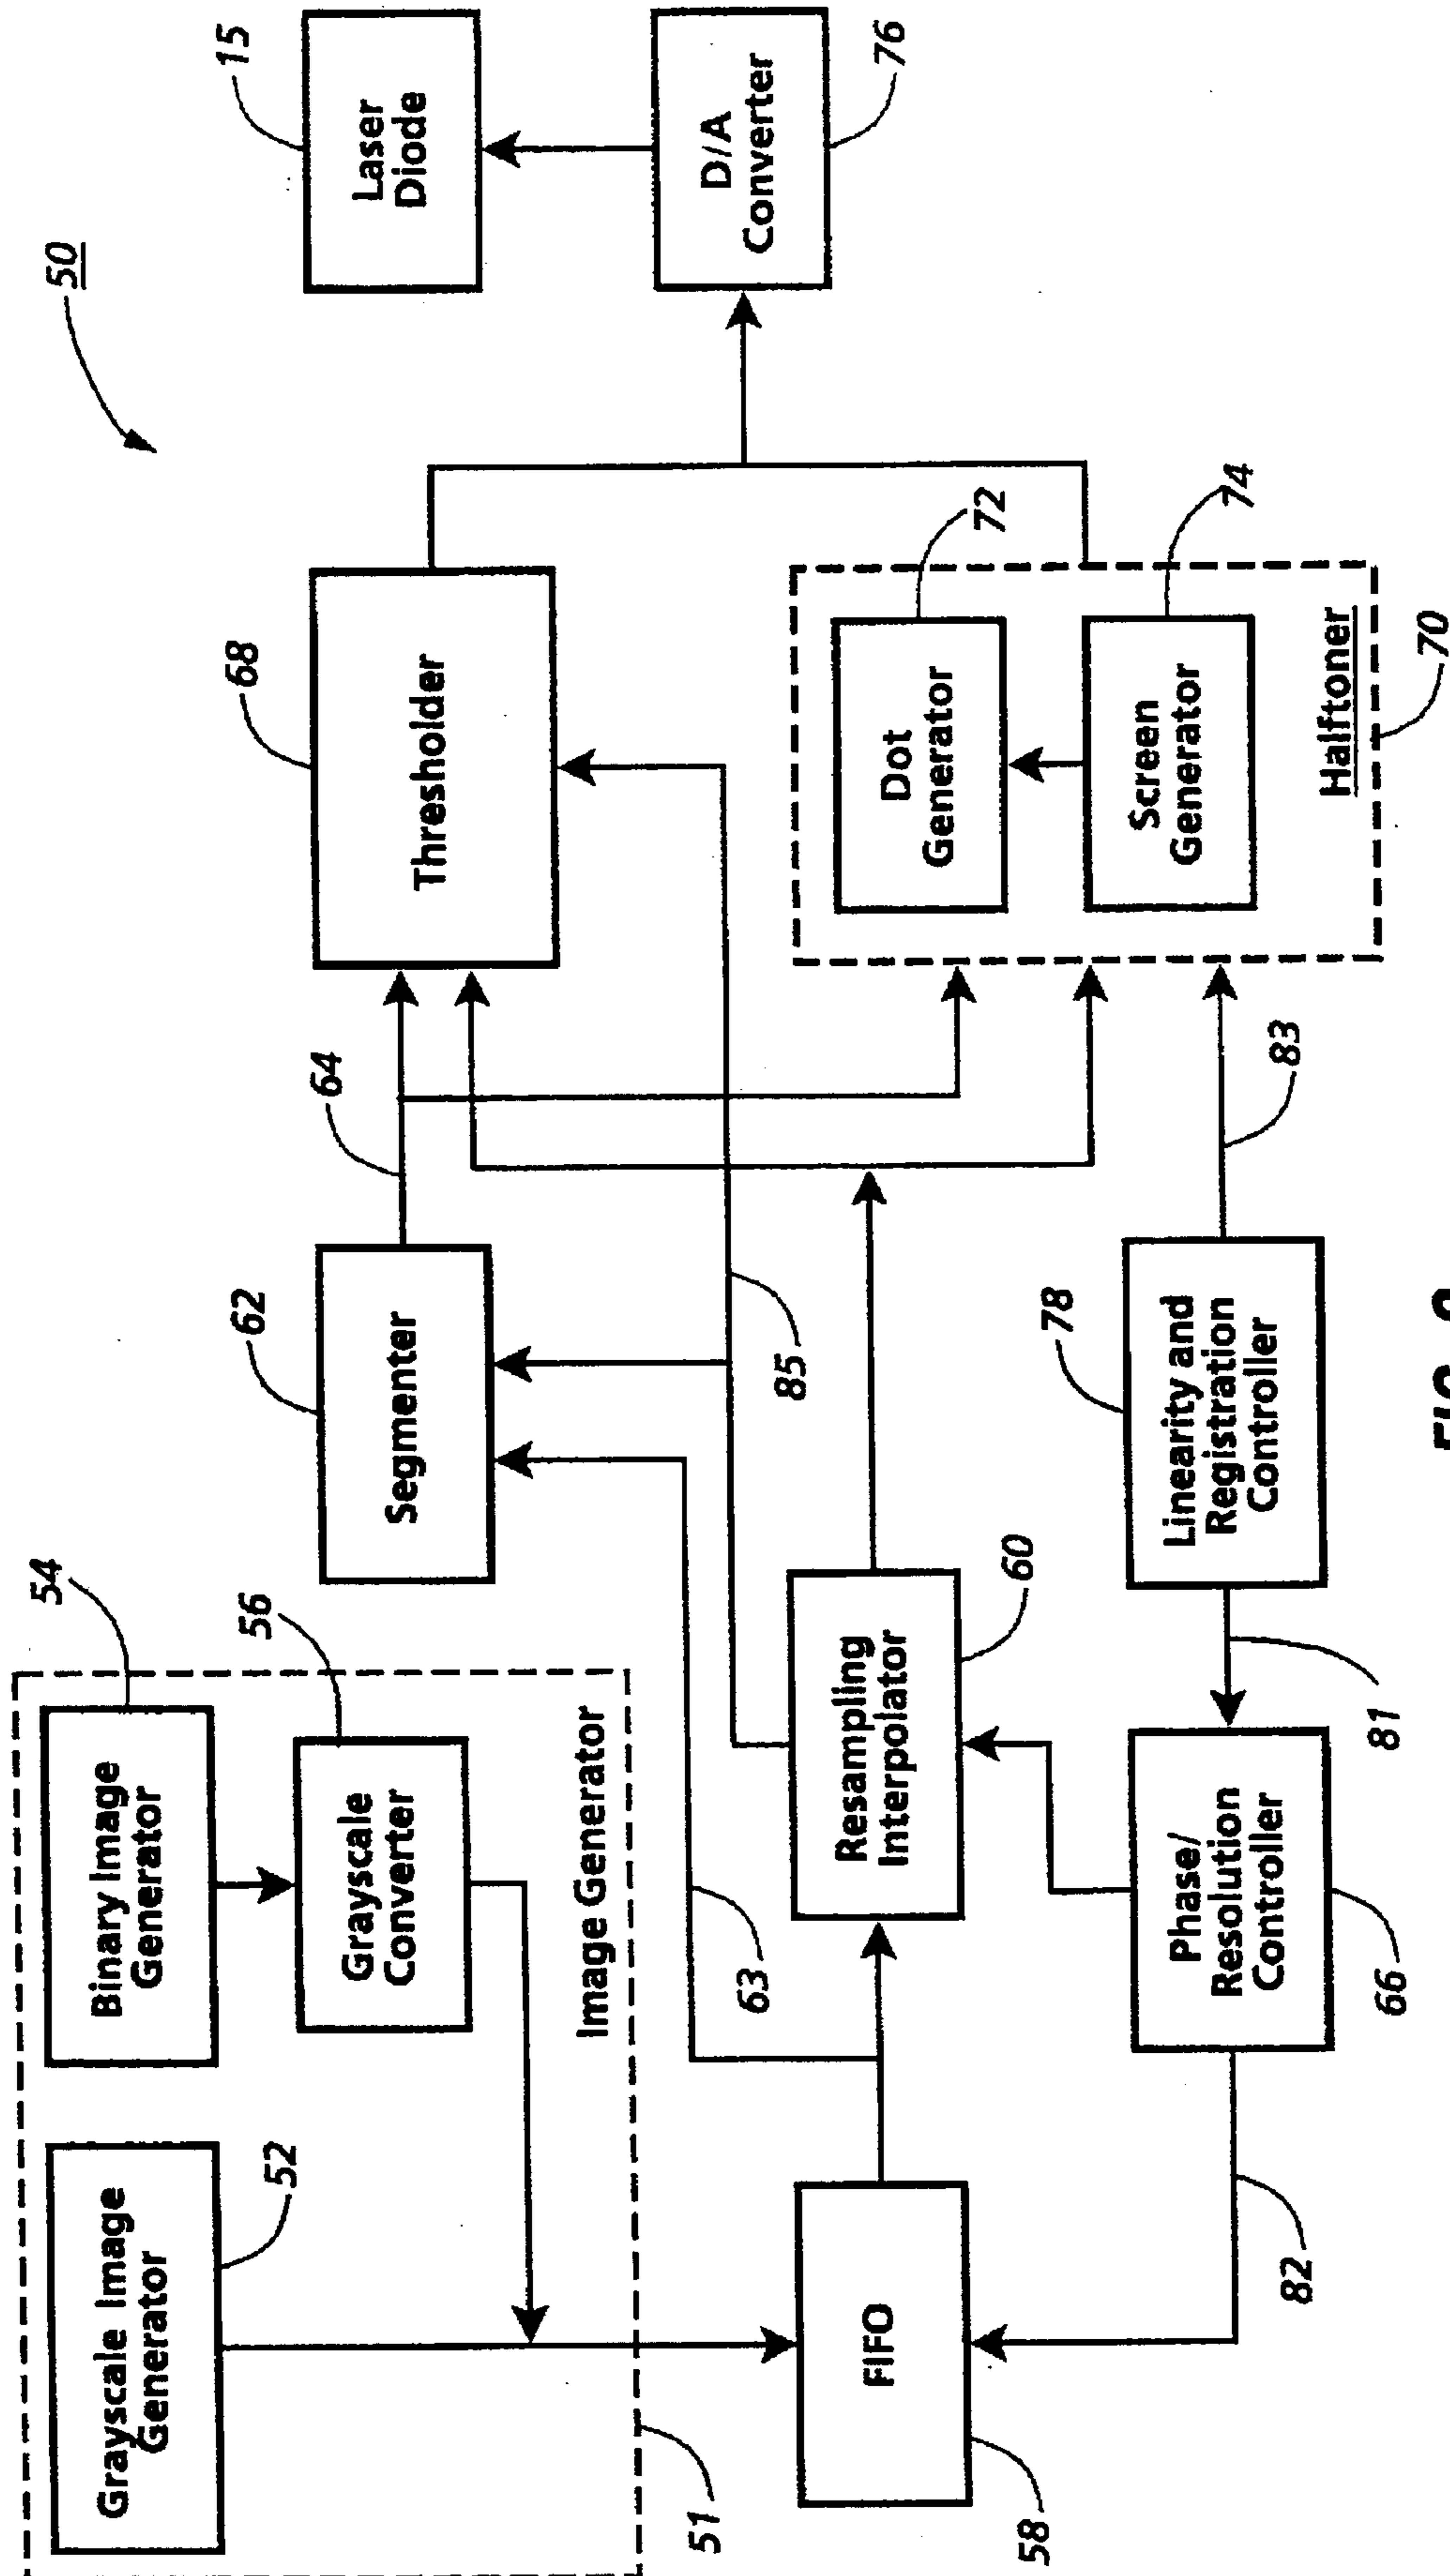 50
Grayscale Image
Generator
52
Binary Image
Generator
54
Grayscale
Converter
56
Image Generator
51
Segmenter
62
64
Thresholder
68
Laser
Diode
15
D/A
Converter
76
FIFO
58
63
Resampling
Interpolator
60
85
Dot
Generator
72
Screen
Generator
74
Halftoner
70
Phase/
Resolution
Controller
66
82
81
Linearity and
Registration
Controller
78
83
FIG.